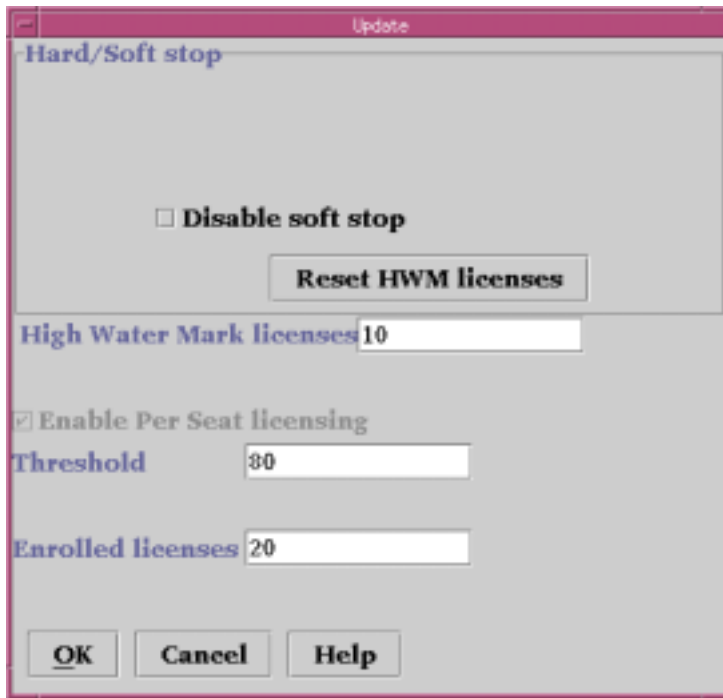 Update
Hard/Soft stop
Disable soft stop
Reset HWM licenses
High Water Mark licenses 10
Enable Per Seat licensing
Threshold 80
Enrolled licenses 20
OK Cancel Help